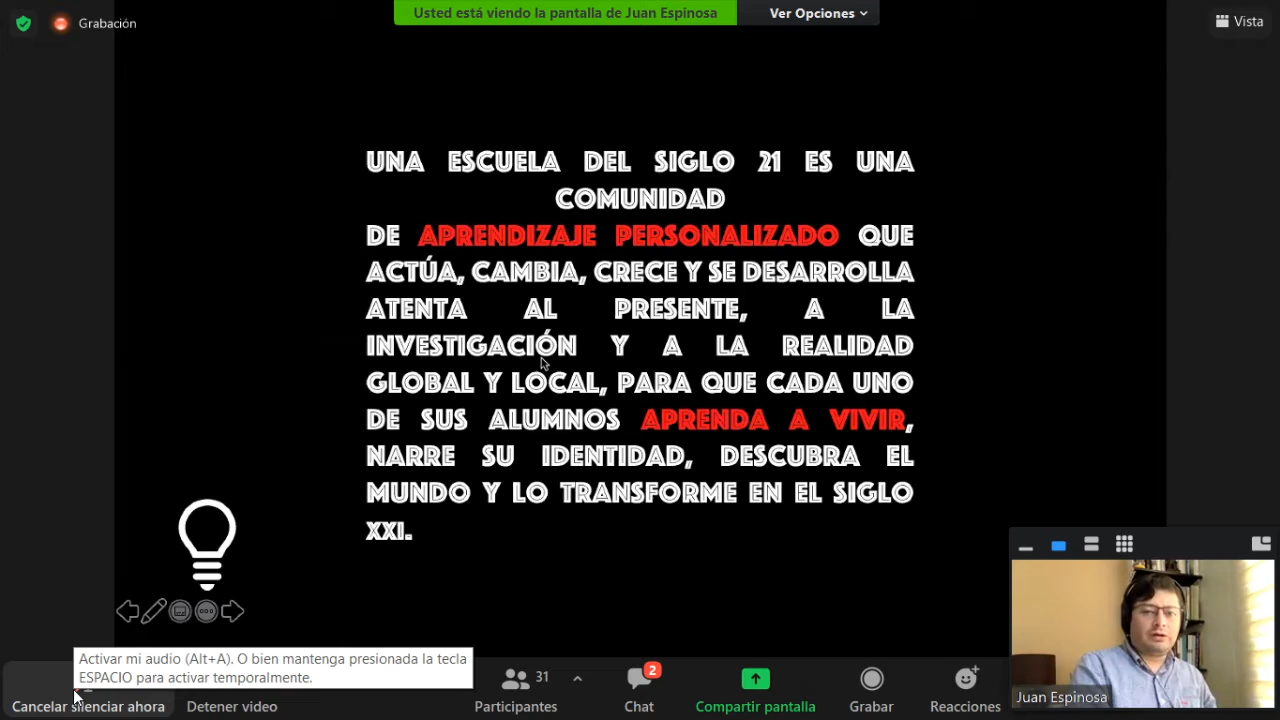 Grabación
Usted está viendo la pantalla de Juan Espinosa
Ver Opciones
Vista
UNA ESCUELA DEL SIGLO 21 ES UNA
COMUNIDAD
DE APRENDIZAJE PERSONALIZADO QUE
ACTÚA, CAMBIA, CRECE Y SE DESARROLLA
ATENTA AL PRESENTE, A LA
INVESTIGACIÓN Y A LA REALIDAD
GLOBAL Y LOCAL, PARA QUE CADA UNO
DE SUS ALUMNOS APRENDA A VIVIR,
NARRE SU IDENTIDAD, DESCUBRA EL
MUNDO Y LO TRANSFORME EN EL SIGLO
XXI.
Activar mi audio (Alt+A). O bien mantenga presionada la tecla
ESPACIO para activar temporalmente.
Cancelar silenciar ahora
Detener video
31
Participantes
2
Chat
Compartir pantalla
Grabar
Reacciones
Juan Espinosa